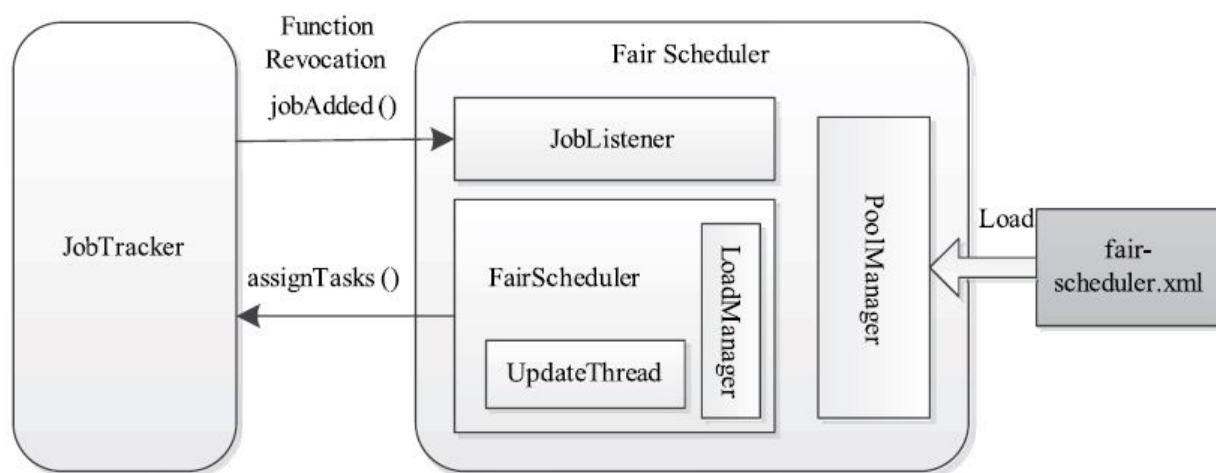 Function
Revocation
jobAdded ()
Fair Scheduler
JobListener
JobTracker
assignTasks ()
FairScheduler
UpdateThread
LoadManager
PoolManager
Load
fair-
scheduler.xml